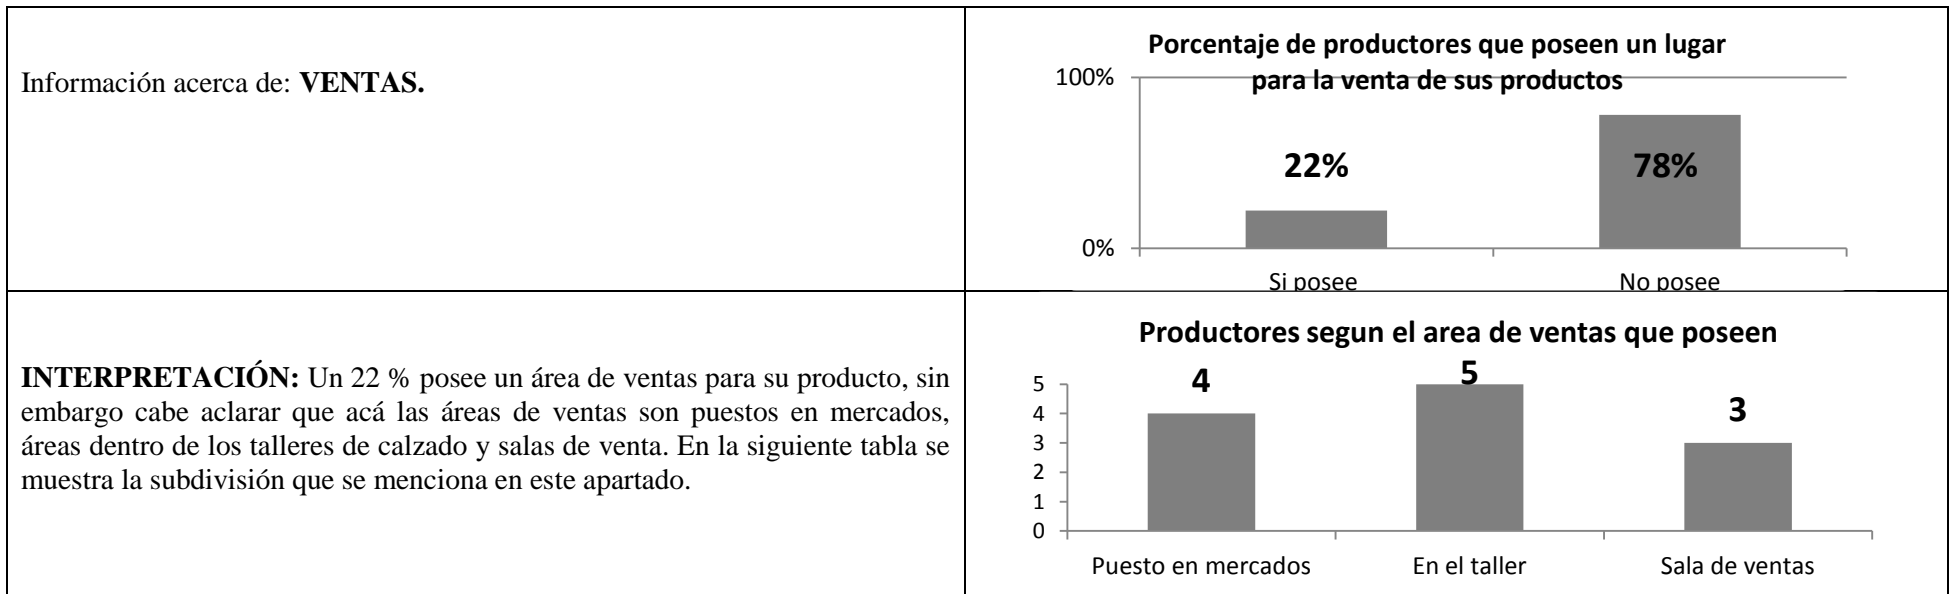 Información acerca de: VENTAS.
Porcentaje de productores que poseen un lugar
para la venta de sus productos
100%
22%
78%
0%
Si posee
No posee
INTERPRETACIÓN: Un 22 % posee un área de ventas para su producto, sin
embargo cabe aclarar que acá las áreas de ventas son puestos en mercados,
áreas dentro de los talleres de calzado y salas de venta. En la siguiente tabla se
muestra la subdivisión que se menciona en este apartado.
Productores segun el area de ventas que poseen
5
4
3
2
1
0
4
5
3
Puesto en mercados
En el taller
Sala de ventas